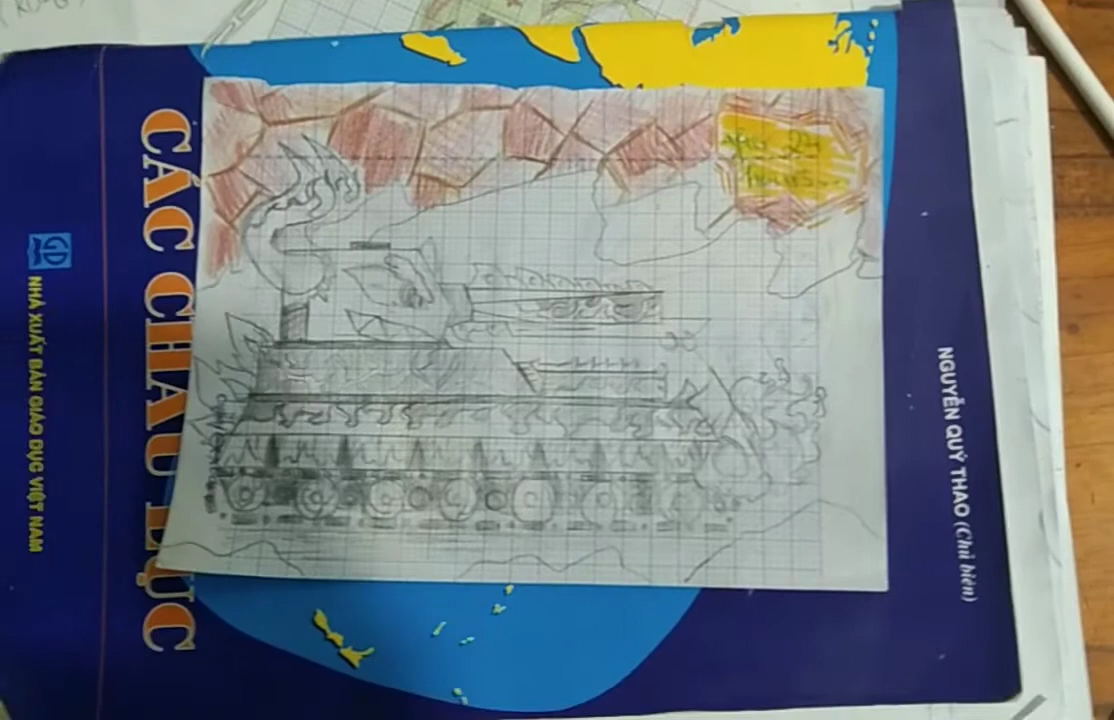 CÁC CHÂU LỤC
NHÀ XUẤT BẢN GIÁO DỤC VIỆT NAM
NGUYỄN QUÝ THAO (Chủ biên)